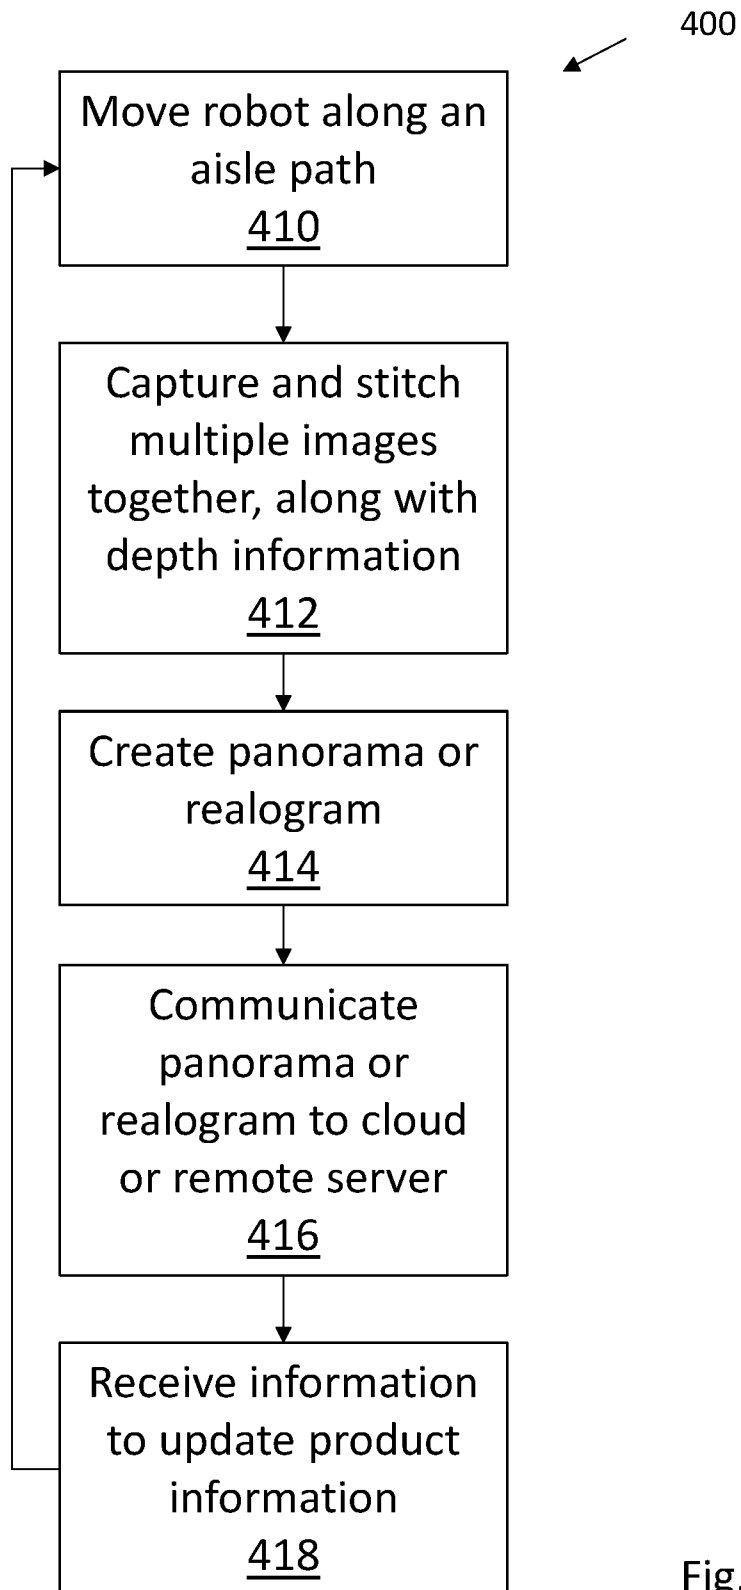 400
Move robot along an
aisle path
410
Capture and stitch
multiple images
together, along with
depth information
412
Create panorama or
realogram
414
Communicate
panorama or
realogram to cloud
or remote server
416
Receive information
to update product
information
418
Fig.